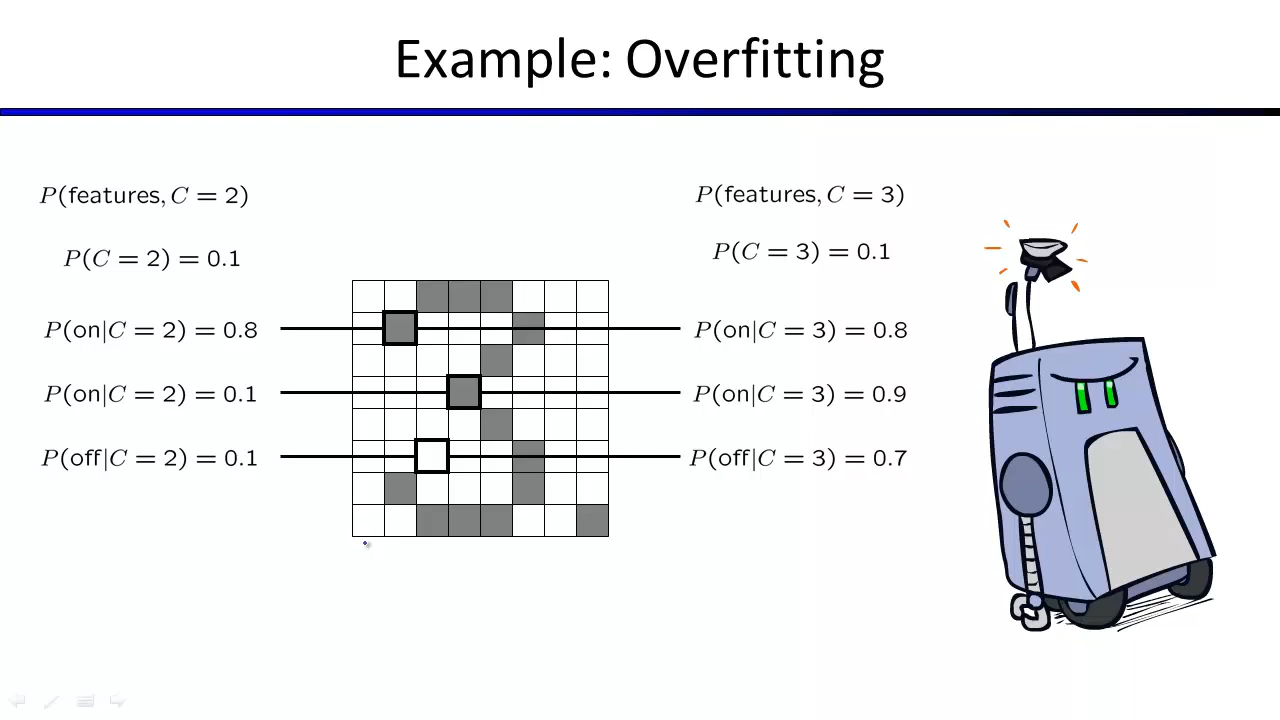 Example: Overfitting
P(features, C = 2)
P(C = 2) = 0.1
P(on|C = 2) = 0.8
P(on|C = 2) = 0.1
P(off|C = 2) = 0.1
P(features, C = 3)
P(C = 3) = 0.1
P(on|C = 3) = 0.8
P(on|C = 3) = 0.9
P(off|C = 3) = 0.7